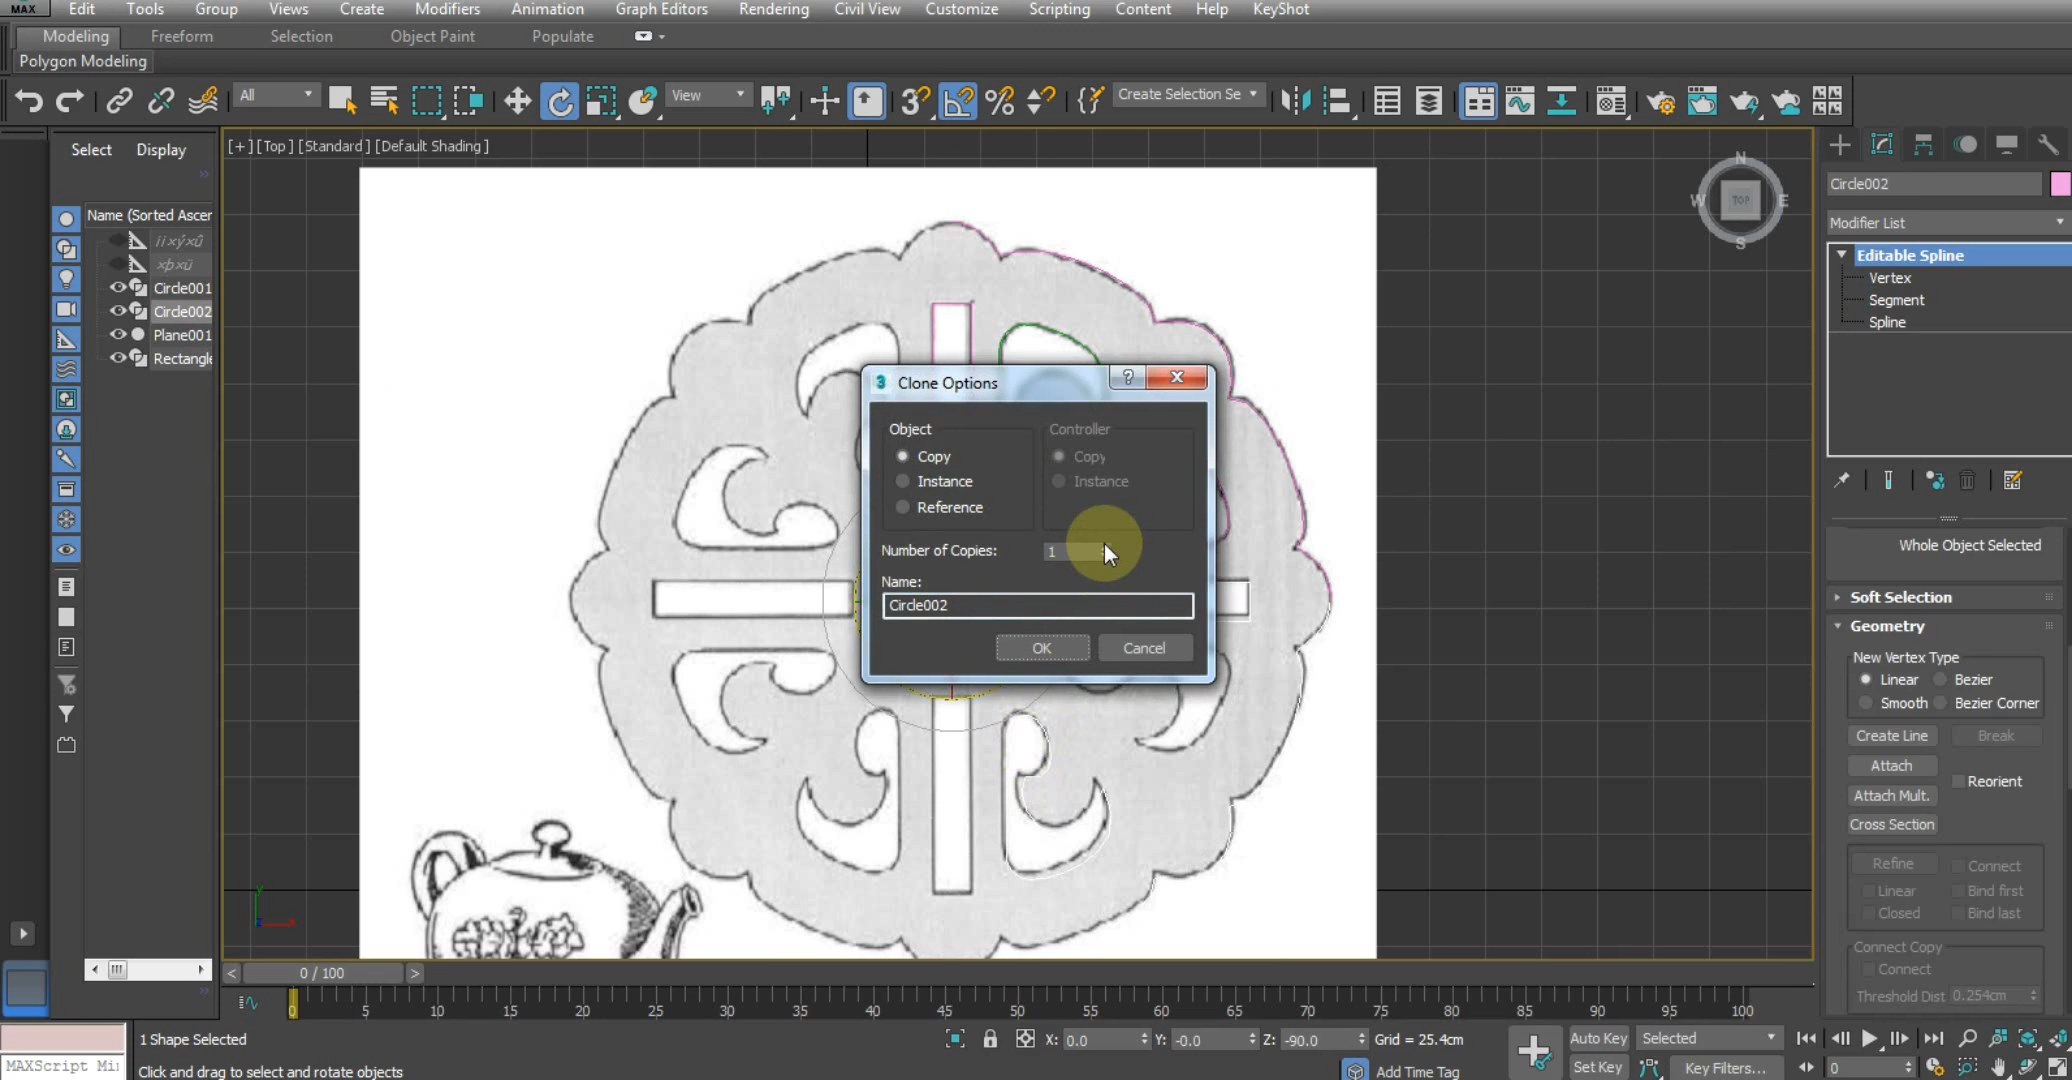 MAX Edit Tools Group Views Create Modifiers Animation Graph Editors Rendering Civil View Customize Scripting Content Help KeyShot
Modeling Freeform Selection Object Paint Populate
Polygon Modeling
All View Create Selection Se
Select Display
[+] [Top] [Standard] [Default Shading]
Name (Sorted Ascer
Circle001
Circle002
Plane001
Rectangle
N
W TOP E
S
Clone Options
Object
Copy
Instance
Reference
Controller
Copy
Instance
Number of Copies: 1
Name:
Circle002
OK Cancel
Circle002
Modifier List
Editable Spline
Vertex
Segment
Spline
Whole Object Selected
Soft Selection
Geometry
New Vertex Type
Linear Bezier
Smooth Bezier Corner
Create Line Break
Attach
Reorient
Attach Mult.
Cross Section
Refine Connect
Linear Bind first
Closed Bind last
Connect Copy
Connect
Threshold Dist 0.254cm
< 0 / 100 >
0 5 10 15 20 25 30 35 40 45 50 55 60 65 70 75 80 85 90 95 100
1 Shape Selected
X: 0.0 Y: -0.0 Z: -90.0 Grid = 25.4cm
Auto Key Selected
MAXScript Mi
Click and drag to select and rotate objects
Add Time Tag
Set Key Key Filters... 0